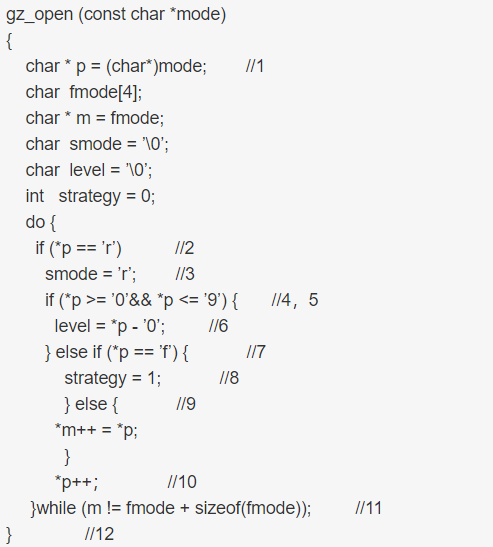 gz_open (const char *mode)
{
char * p = (char*)mode; //1
char fmode[4];
char * m = fmode;
char smode = ’\0’;
char level = ’\0’;
int strategy = 0;
do {
if (*p == ’r’) //2
smode = ’r’; //3
if (*p >= ’0’&& *p <= ’9’) { //4，5
level = *p - ’0’; //6
} else if (*p == ’f’) { //7
strategy = 1; //8
} else { //9
*m++ = *p;
}
*p++; //10
}while (m != fmode + sizeof(fmode)); //11
} //12